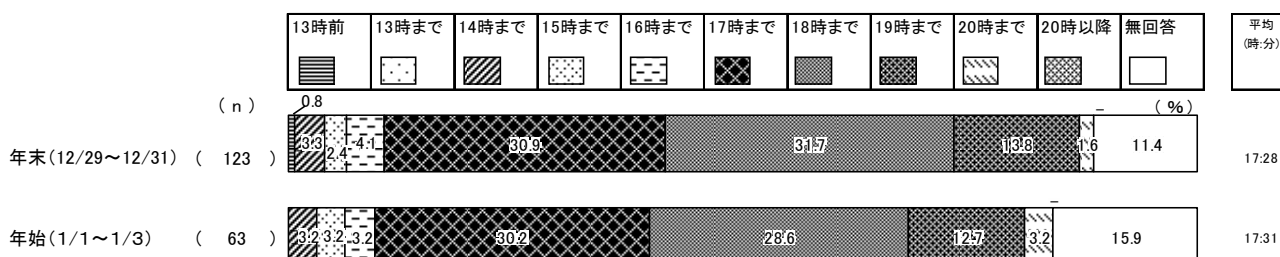 13時前 13時まで 14時まで 15時まで 16時まで 17時まで 18時まで 19時まで 20時まで 20時以降 無回答 平均
(時:分)
(n) 0.8 − (%)
年末(12/29～12/31) ( 123 ) 3.3 2.4 4.1 30.9 31.7 13.8 1.6 11.4 17:28
−
年始(1/1～1/3) ( 63 ) 3.2 3.2 3.2 30.2 28.6 12.7 3.2 15.9 17:31